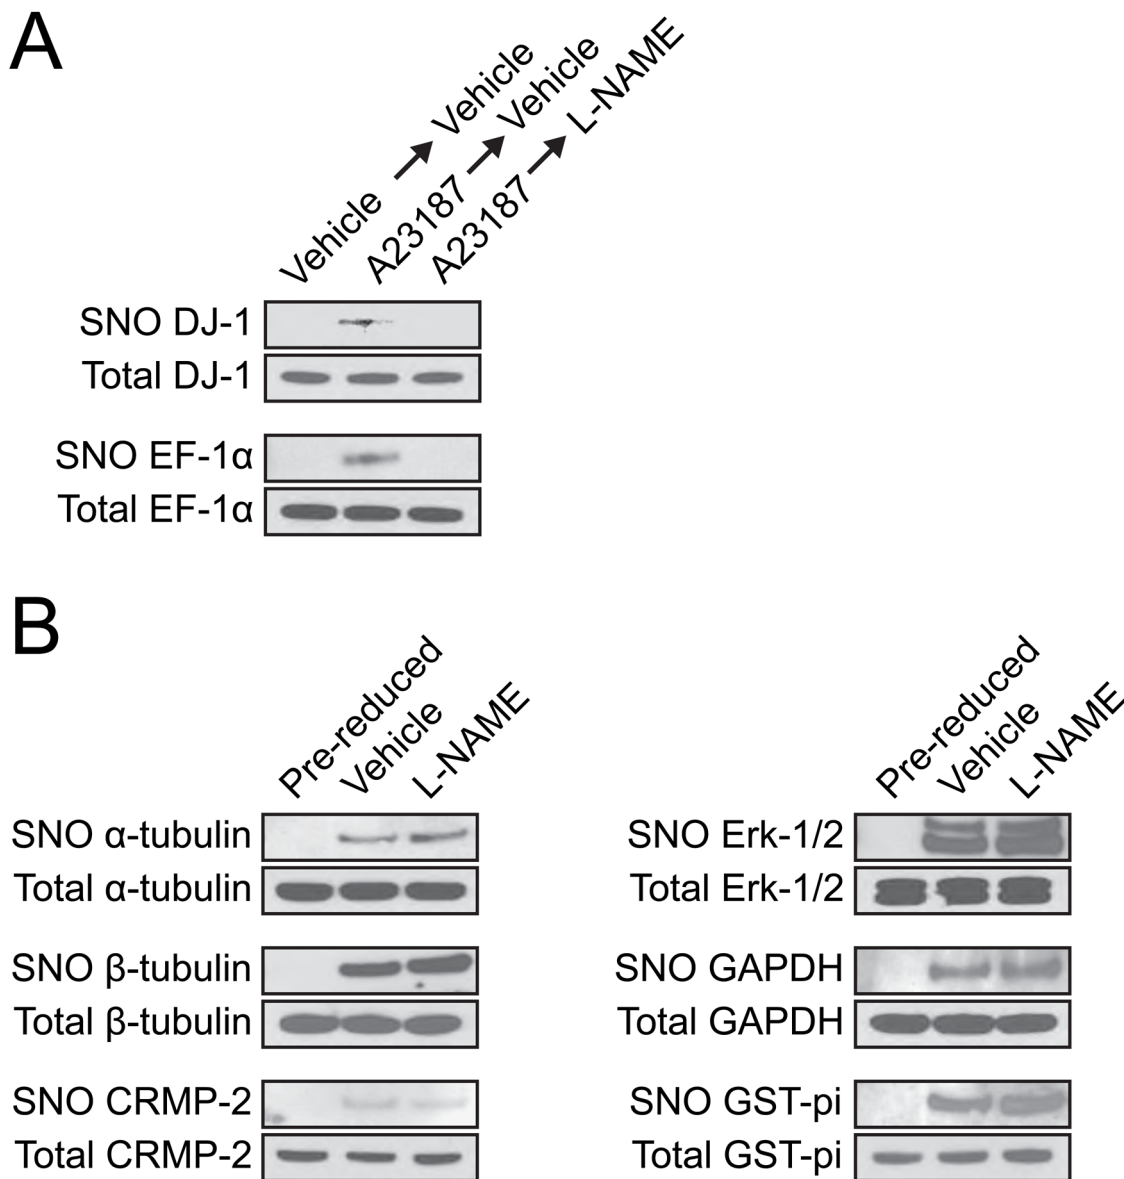 A
Vehicle → Vehicle
A23187 → Vehicle
A23187 → L-NAME
SNO DJ-1
Total DJ-1
SNO EF-1α
Total EF-1α
B
Pre-reduced
Vehicle
L-NAME
SNO α-tubulin
Total α-tubulin
SNO β-tubulin
Total β-tubulin
SNO CRMP-2
Total CRMP-2
Pre-reduced
Vehicle
L-NAME
SNO Erk-1/2
Total Erk-1/2
SNO GAPDH
Total GAPDH
SNO GST-pi
Total GST-pi